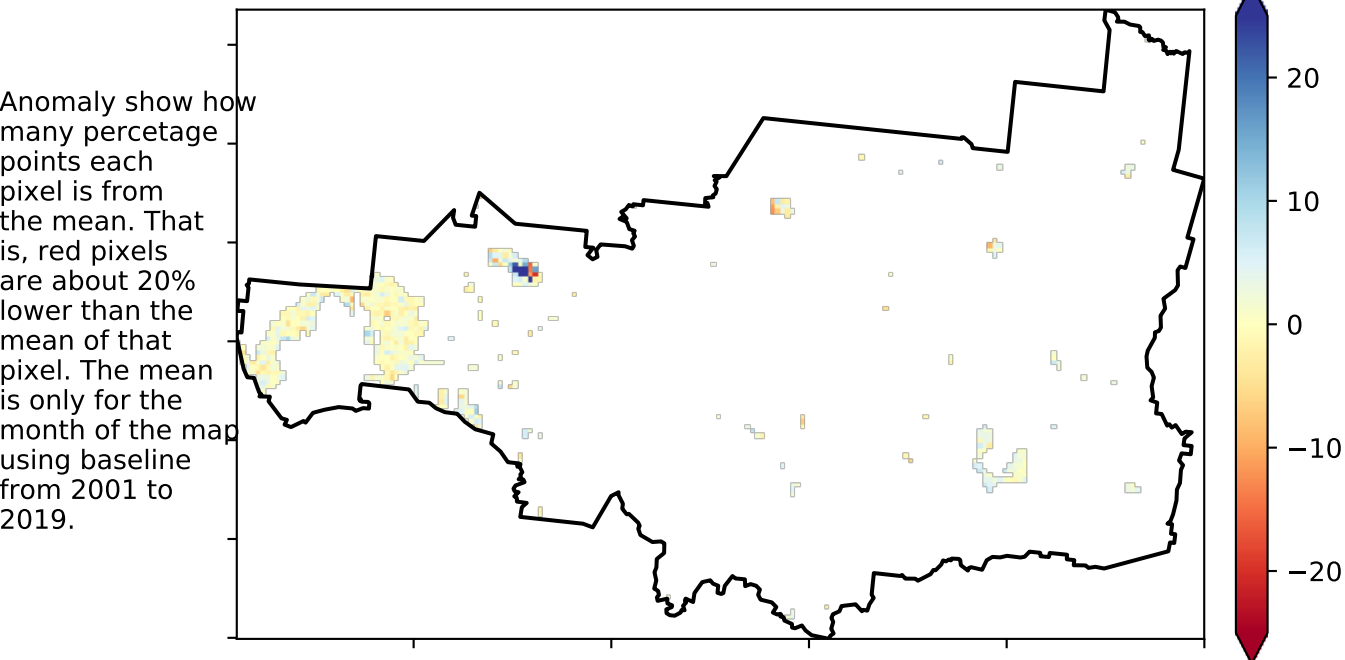 Anomaly show how
many percetage
points each
pixel is from
the mean. That
is, red pixels
are about 20%
lower than the
mean of that
pixel. The mean
is only for the
month of the map
using baseline
from 2001 to
2019.
20
10
0
−10
−20